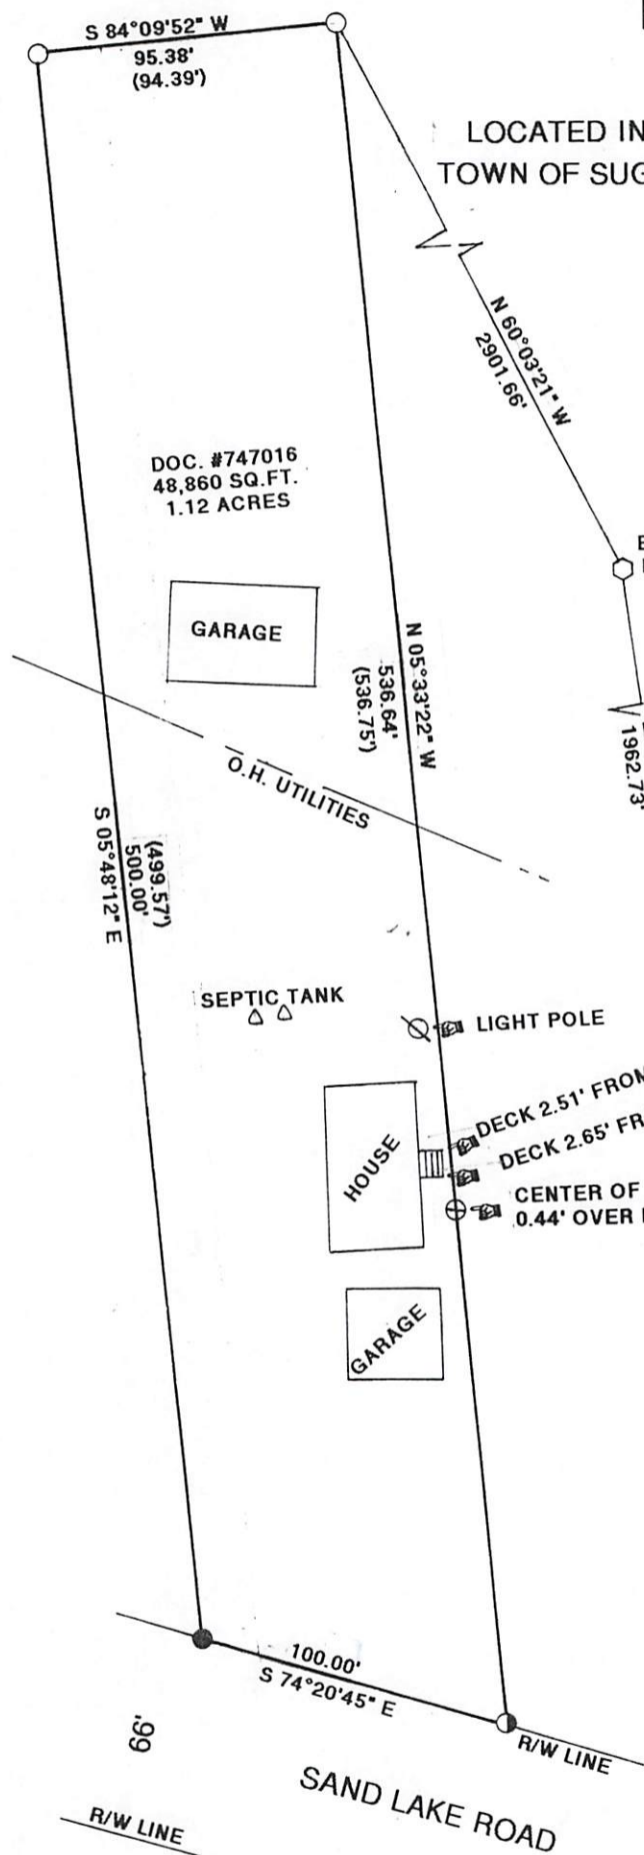 S 84°09'52" W
95.38'
(94.39')
LOCATED IN
TOWN OF
N 60°03'21" W
2901.66'
DOC. #747016
48,860 SQ.FT.
1.12 ACRES
GARAGE
N 05°33'22" W
536.64'
(536.75')
1962.73'
O.H. UTILITIES
(499.57')
500.00'
S 05°48'12" E
SEPTIC TANK
LIGHT POLE
DECK 2.51' FROM
DECK 2.65'
HOUSE
CENTER OF
0.44' OVER
GARAGE
100.00'
S 74°20'45" E
66'
R/W LINE
SAND LAKE ROAD
R/W LINE